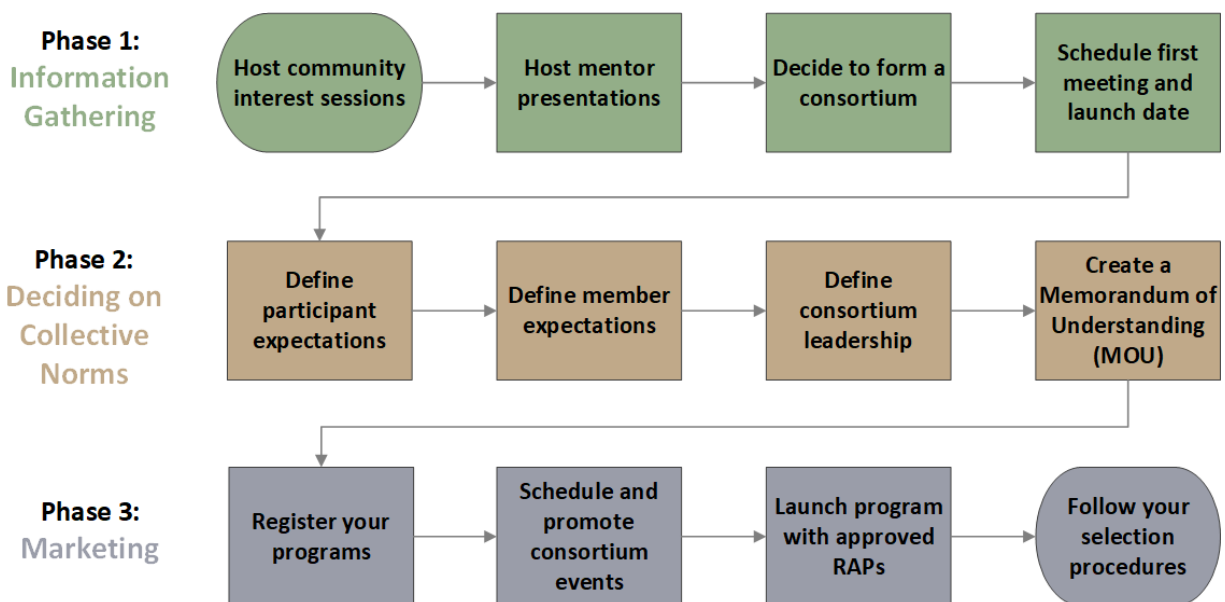 Phase 1:
Information
Gathering
Host community
interest sessions
Host mentor
presentations
Decide to form a
consortium
Schedule first
meeting and
launch date
Phase 2:
Deciding on
Collective
Norms
Define
participant
expectations
Define member
expectations
Define
consortium
leadership
Create a
Memorandum of
Understanding
(MOU)
Phase 3:
Marketing
Register your
programs
Schedule and
promote
consortium
events
Launch program
with approved
RAPs
Follow your
selection
procedures